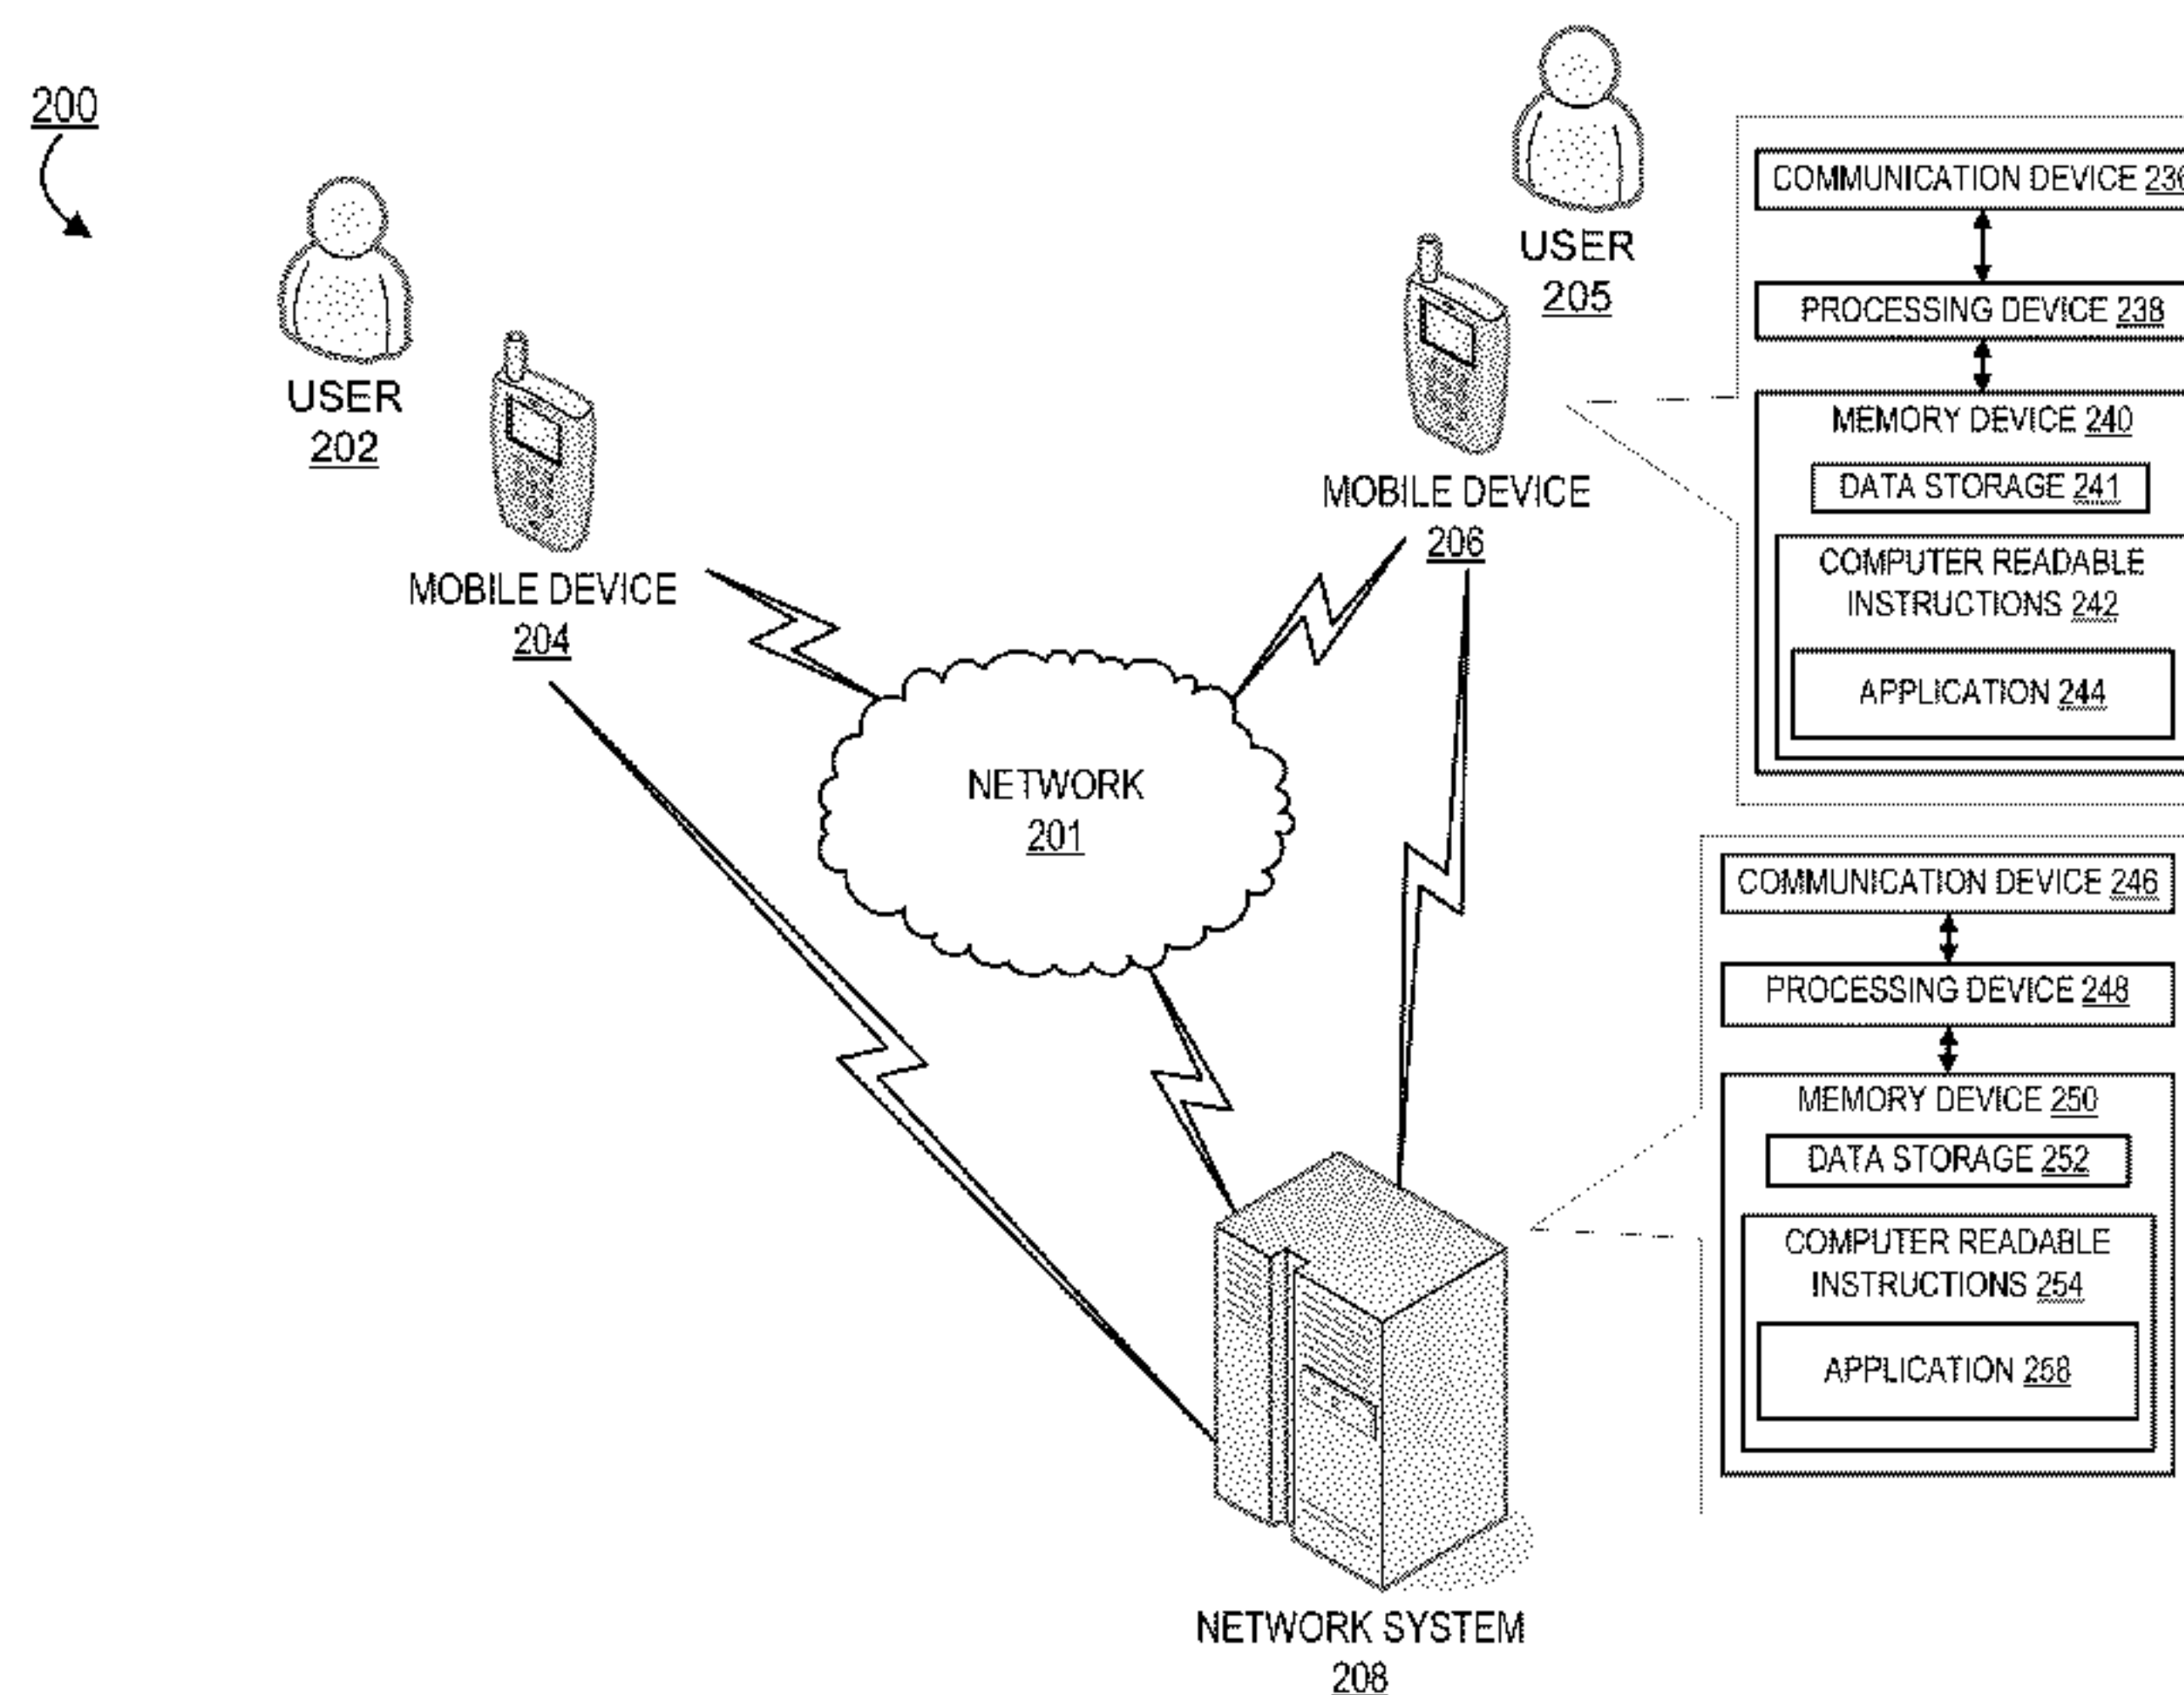 200
USER
202
MOBILE DEVICE
204
USER
205
MOBILE DEVICE
206
NETWORK
201
NETWORK SYSTEM
208
COMMUNICATION DEVICE 236
PROCESSING DEVICE 238
MEMORY DEVICE 240
DATA STORAGE 241
COMPUTER READABLE
INSTRUCTIONS 242
APPLICATION 244
COMMUNICATION DEVICE 246
PROCESSING DEVICE 248
MEMORY DEVICE 250
DATA STORAGE 252
COMPUTER READABLE
INSTRUCTIONS 254
APPLICATION 258